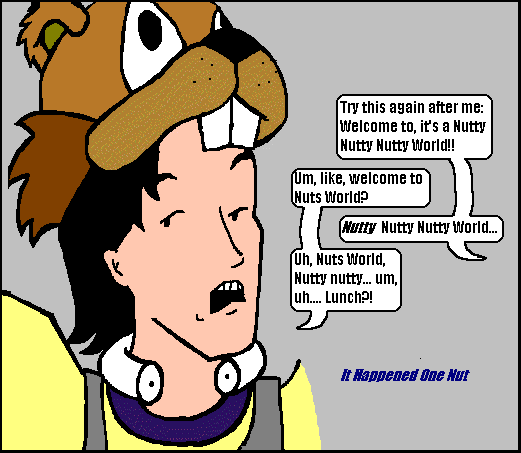 Try this again after me:
Welcome to, it's a Nutty
Nutty Nutty World!!
Um, like, welcome to
Nuts World?
Nutty Nutty Nutty World...
Uh, Nuts World,
Nutty nutty... um,
uh.... Lunch?!
It Happened One Nut